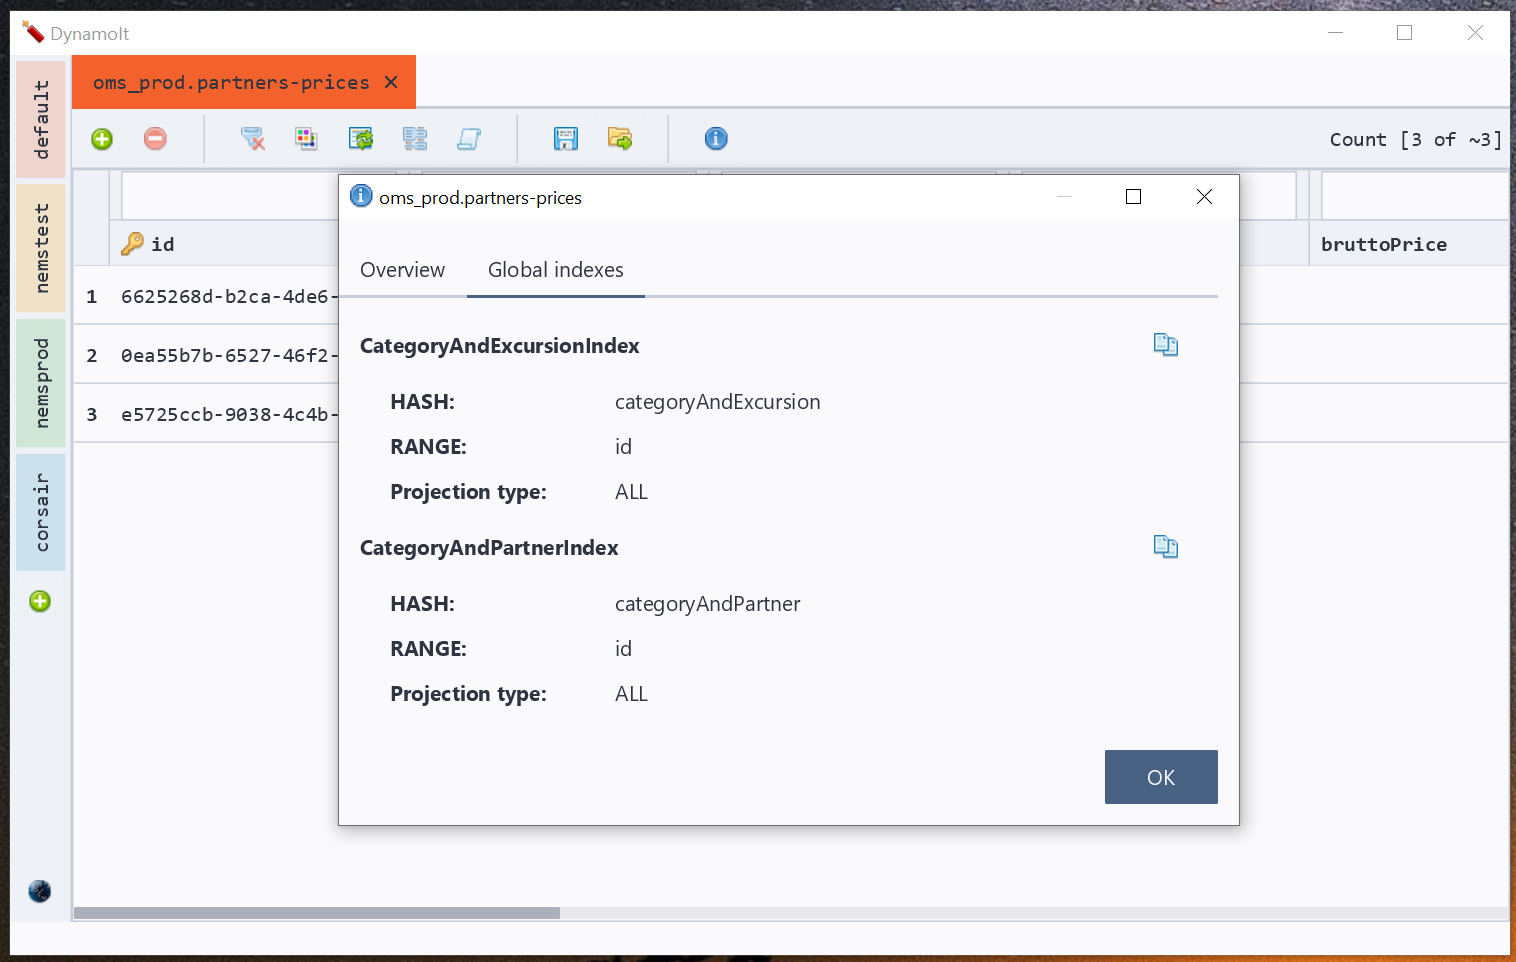 Dynamolt
default
nemstest
nemsprod
corsair
oms_prod.partners-prices
Count [3 of ~3]
id
bruttoPrice
1 6625268d-b2ca-4de6-
2 0ea55b7b-6527-46f2-
3 e5725ccb-9038-4c4b-
oms_prod.partners-prices
Overview Global indexes
CategoryAndExcursionIndex
HASH: categoryAndExcursion
RANGE: id
Projection type: ALL
CategoryAndPartnerIndex
HASH: categoryAndPartner
RANGE: id
Projection type: ALL
OK